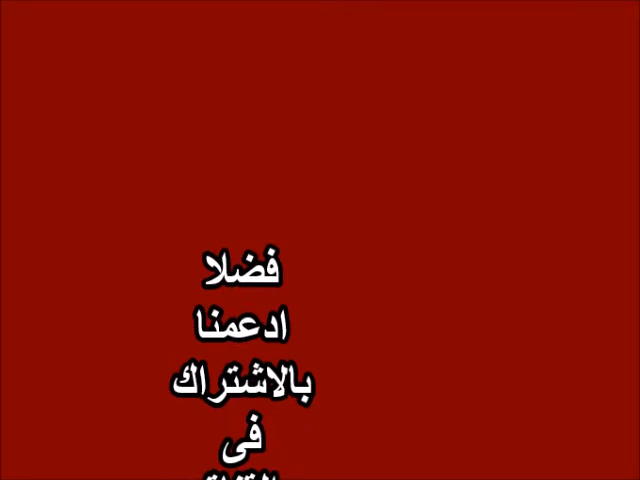 فضلا
ادعمنا
بالاشتراك
فى